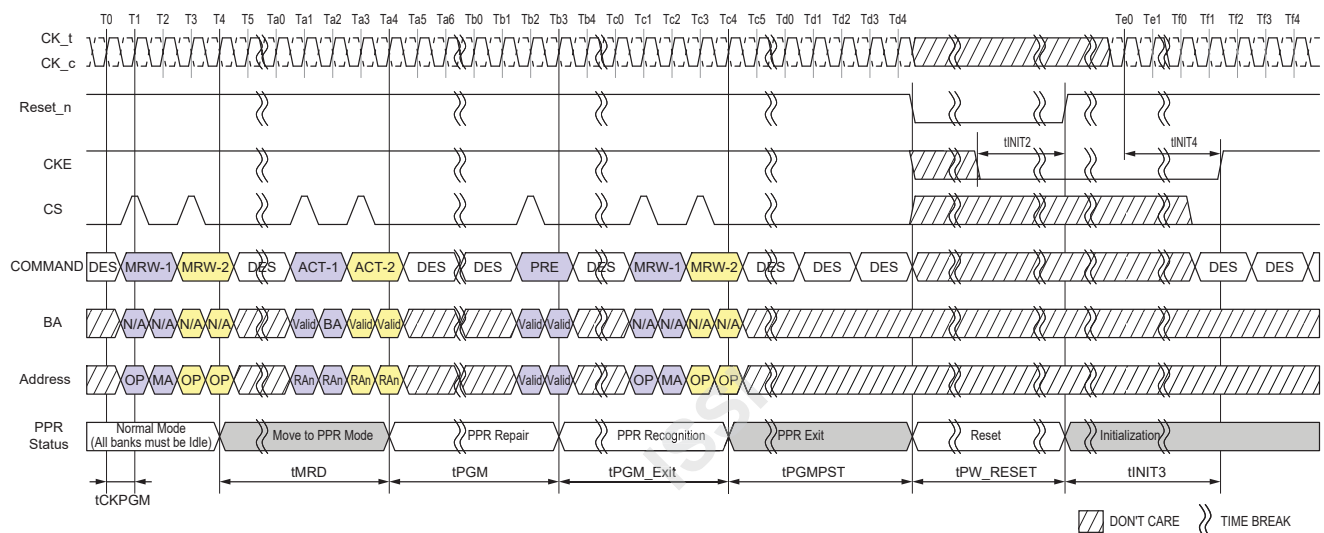 T0 T1 T2 T3 T4 T5 Ta0 Ta1 Ta2 Ta3 Ta4 Ta5 Ta6 Tb0 Tb1 Tb2 Tb3 Tb4 Tc0 Tc1 Tc2 Tc3 Tc4 Tc5 Td0 Td1 Td2 Td3 Td4 Te0 Te1 Tf0 Tf1 Tf2 Tf3 Tf4
CK_t
CK_c
Reset_n
tINIT2 tINIT4
CKE
CS
COMMAND DES MRW-1 MRW-2 DES ACT-1 ACT-2 DES DES PRE DES MRW-1 MRW-2 DES DES DES DES DES
BA N/A N/A N/A N/A Valid BA Valid Valid Valid Valid N/A N/A N/A N/A
Address OP MA OP OP RAn RAn RAn RAn Valid Valid OP MA OP OP
PPR Status Normal Mode (All banks must be Idle) Move to PPR Mode PPR Repair PPR Recognition PPR Exit Reset Initialization
tCKPGM tMRD tPGM tPGM_Exit tPGMPST tPW_RESET tINIT3
DON'T CARE TIME BREAK
ISSI